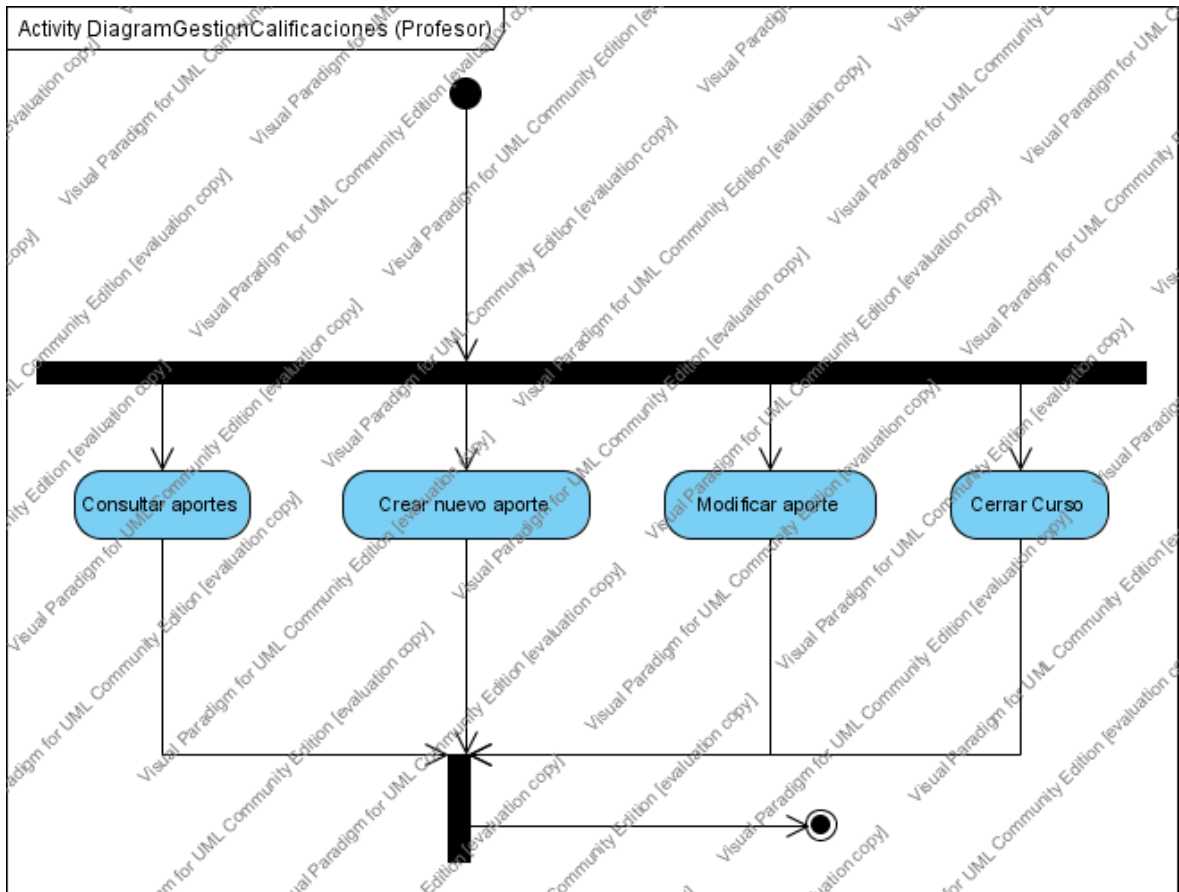 Activity DiagramGestionCalificaciones (Profesor)
Consultar aportes
Crear nuevo aporte
Modificar aporte
Cerrar Curso
Visual Paradigm for UML Community Edition [evaluation copy]